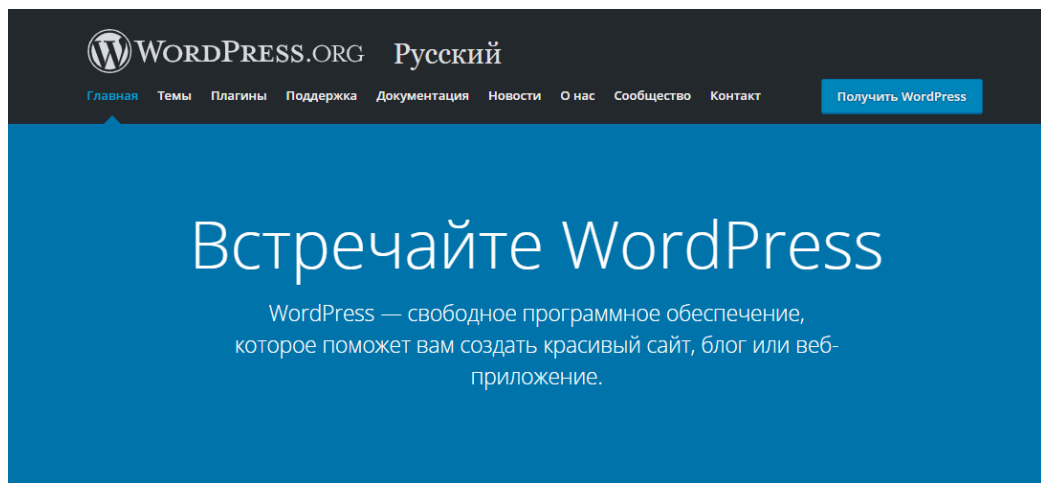 WORDPRESS.ORG Русский
Главная Темы Плагины Поддержка Документация Новости О нас Сообщество Контакт Получить WordPress
Встречайте WordPress
WordPress — свободное программное обеспечение,
которое поможет вам создать красивый сайт, блог или веб-
приложение.